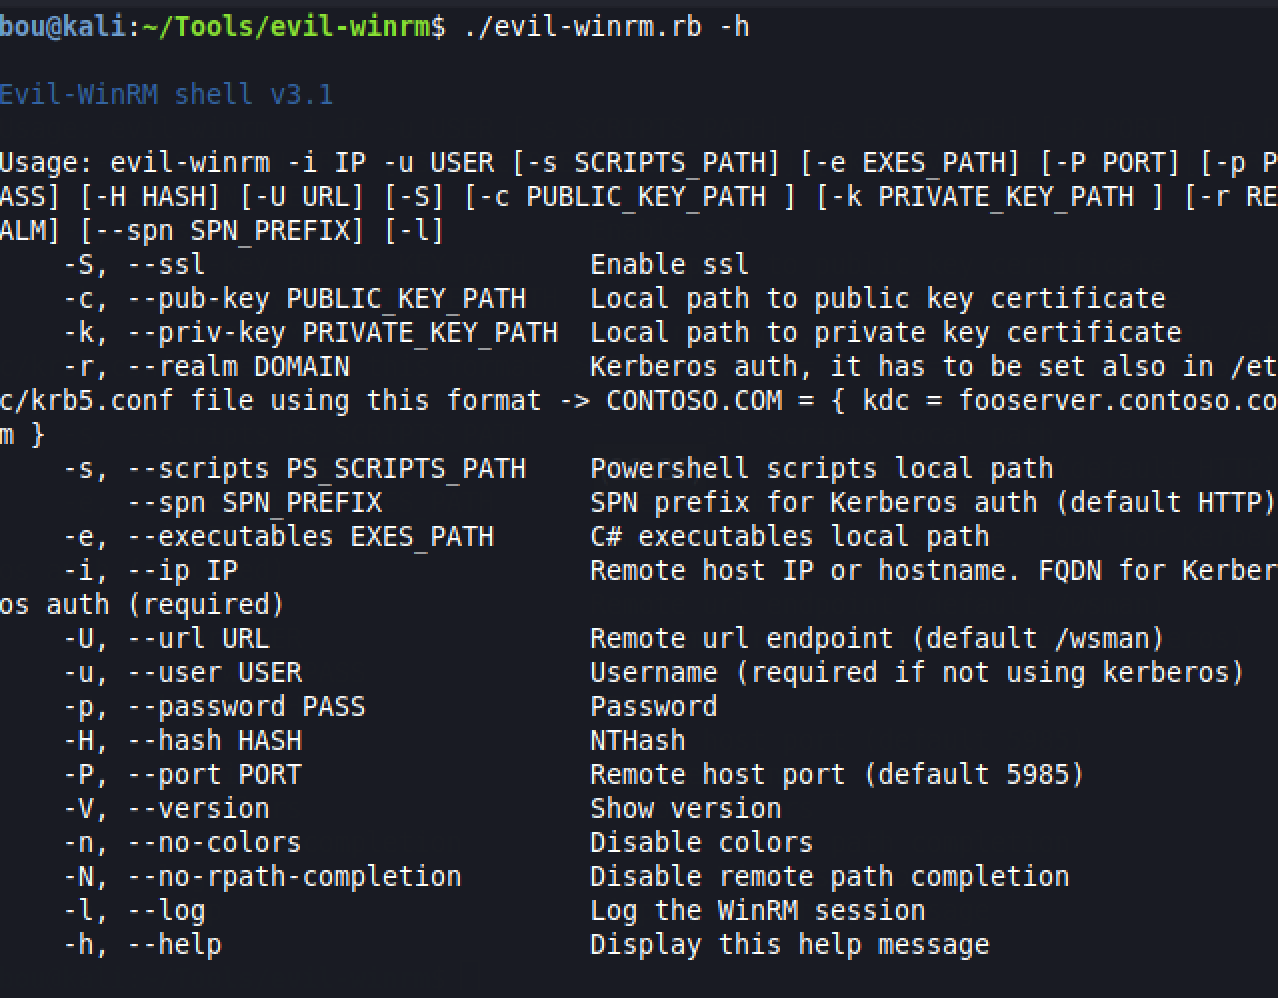 bou@kali:~/Tools/evil-winrm$ ./evil-winrm.rb -h
Evil-WinRM shell v3.1
Usage: evil-winrm -i IP -u USER [-s SCRIPTS_PATH] [-e EXES_PATH] [-P PORT] [-p P
ASS] [-H HASH] [-U URL] [-S] [-c PUBLIC_KEY_PATH ] [-k PRIVATE_KEY_PATH ] [-r RE
ALM] [--spn SPN_PREFIX] [-l]
    -S, --ssl                        Enable ssl
    -c, --pub-key PUBLIC_KEY_PATH    Local path to public key certificate
    -k, --priv-key PRIVATE_KEY_PATH  Local path to private key certificate
    -r, --realm DOMAIN               Kerberos auth, it has to be set also in /et
c/krb5.conf file using this format -> CONTOSO.COM = { kdc = fooserver.contoso.co
m }
    -s, --scripts PS_SCRIPTS_PATH    Powershell scripts local path
        --spn SPN_PREFIX             SPN prefix for Kerberos auth (default HTTP)
    -e, --executables EXES_PATH      C# executables local path
    -i, --ip IP                      Remote host IP or hostname. FQDN for Kerber
os auth (required)
    -U, --url URL                    Remote url endpoint (default /wsman)
    -u, --user USER                  Username (required if not using kerberos)
    -p, --password PASS              Password
    -H, --hash HASH                  NTHash
    -P, --port PORT                  Remote host port (default 5985)
    -V, --version                    Show version
    -n, --no-colors                  Disable colors
    -N, --no-rpath-completion        Disable remote path completion
    -l, --log                        Log the WinRM session
    -h, --help                       Display this help message